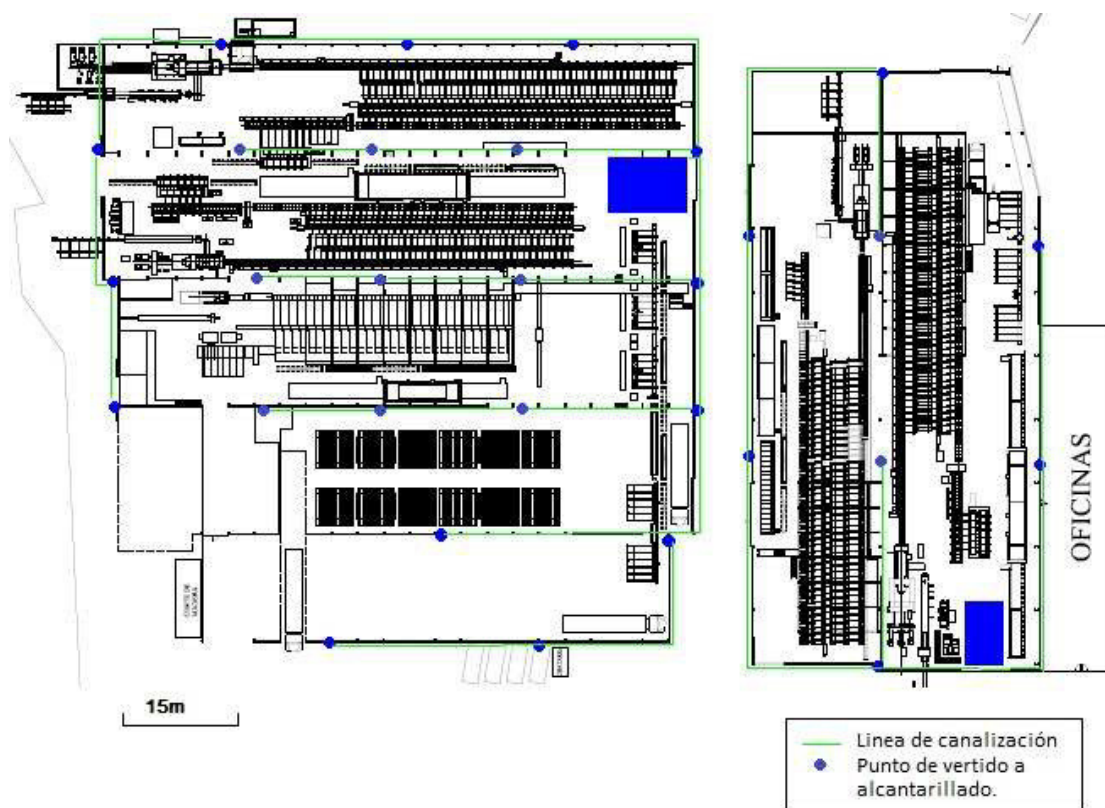 OFICINAS
15m
Linea de canalización
Punto de vertido a
alcantarillado.